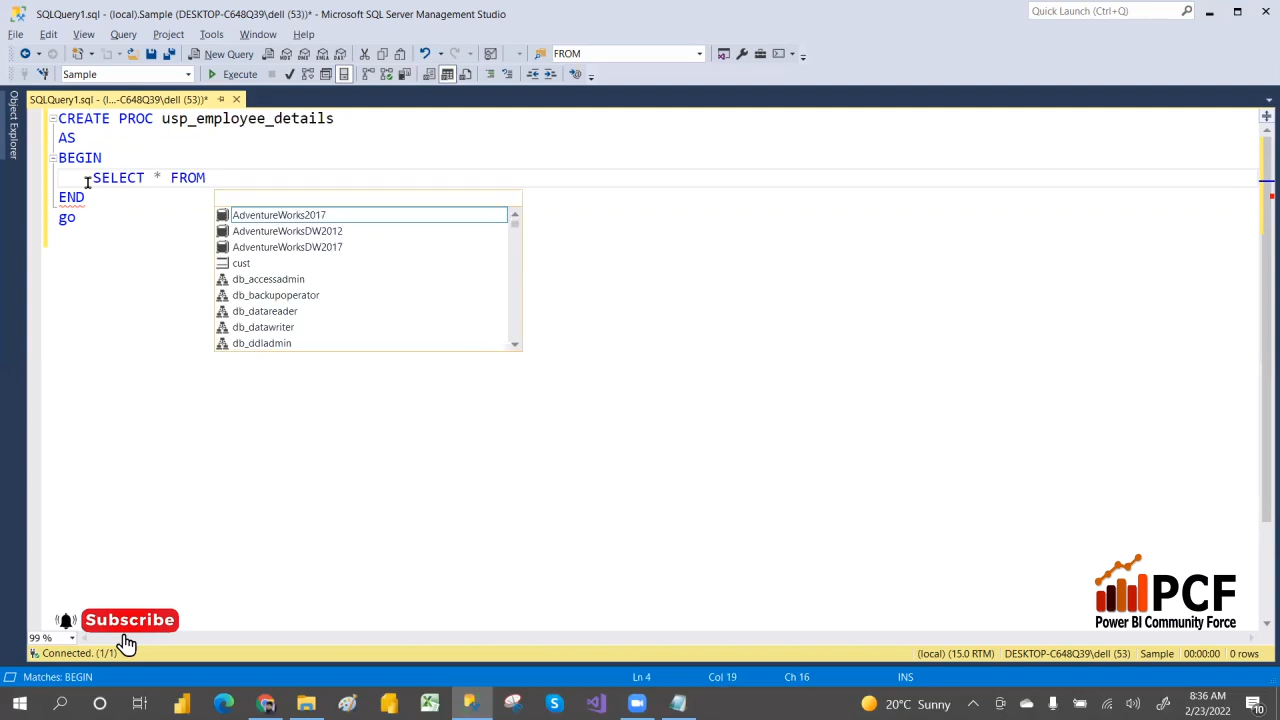 SQLQuery1.sql - (local).Sample (DESKTOP-C648Q39\dell (53))* - Microsoft SQL Server Management Studio
Quick Launch (Ctrl+Q)
File Edit View Query Project Tools Window Help
New Query FROM
Sample Execute
SQLQuery1.sql - (l...-C648Q39\dell (53))*
Object Explorer
CREATE PROC usp_employee_details
AS
BEGIN
SELECT * FROM
END
go
AdventureWorks2017
AdventureWorksDW2012
AdventureWorksDW2017
cust
db_accessadmin
db_backupoperator
db_datareader
db_datawriter
db_ddladmin
PCF
Power BI Community Force
Subscribe
99 %
Connected. (1/1)
(local) (15.0 RTM) DESKTOP-C648Q39\dell (53) Sample 00:00:00 0 rows
Matches: BEGIN Ln 4 Col 19 Ch 16 INS
20°C Sunny
8:36 AM
2/23/2022
10